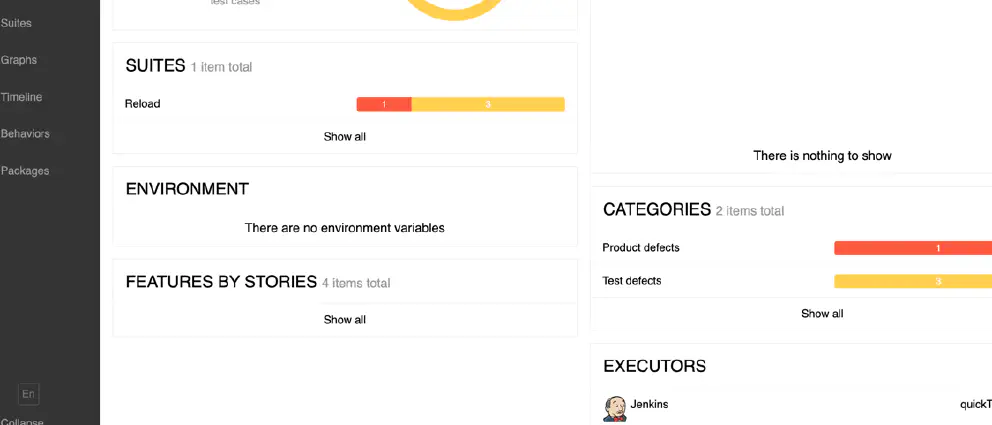 Suites
Graphs
Timeline
Behaviors
Packages
En
Collapse
test cases
SUITES 1 item total
Reload 1 3
Show all
ENVIRONMENT
There are no environment variables
FEATURES BY STORIES 4 items total
Show all
There is nothing to show
CATEGORIES 2 items total
Product defects 1
Test defects 3
Show all
EXECUTORS
Jenkins